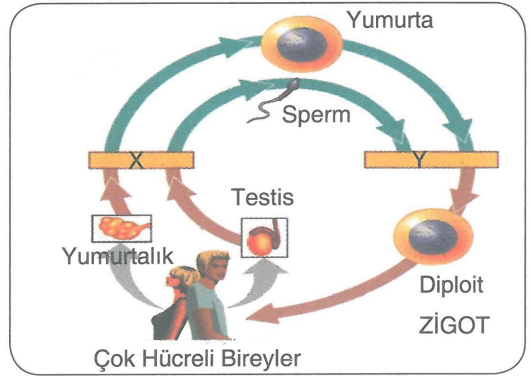 Yumurta
Sperm
X
Y
Testis
Yumurtalık
Diploit
ZİGOT
Çok Hücreli Bireyler